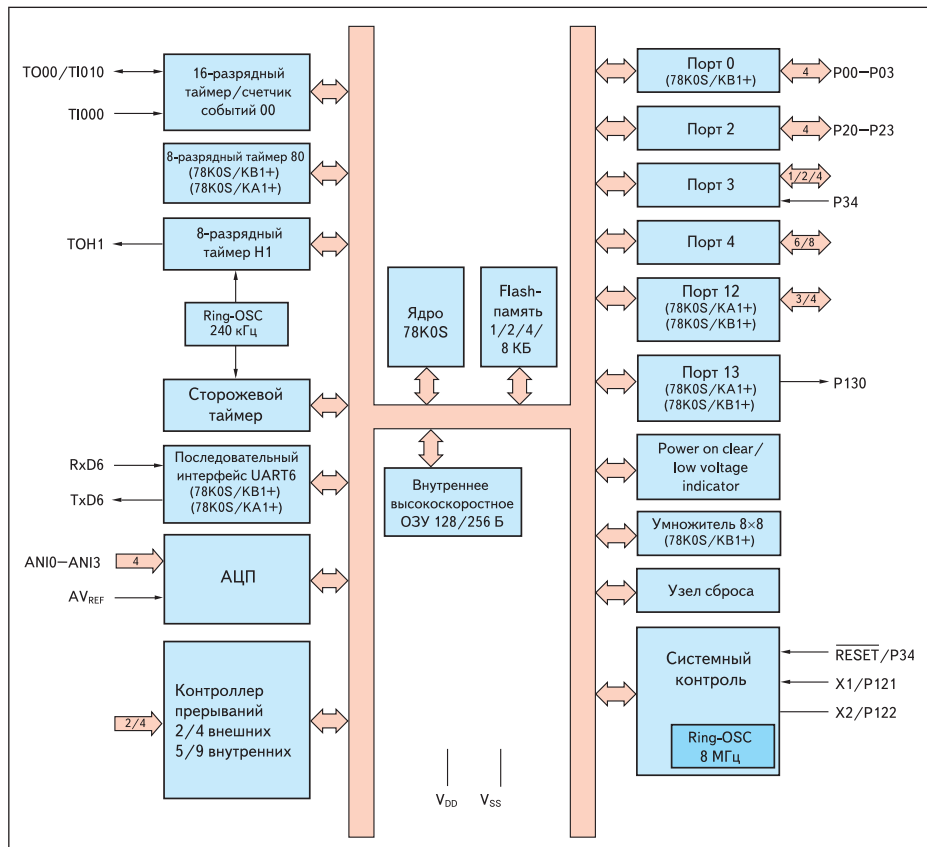 TO00/TI010
TI000
16-разрядный
таймер/счетчик
событий 00
8-разрядный таймер 80
(78K0S/KB1+)
(78K0S/KA1+)
TOH1
8-разрядный
таймер H1
Ring-OSC
240 кГц
Сторожевой
таймер
RxD6
TxD6
Последовательный
интерфейс UART6
(78K0S/KB1+)
(78K0S/KA1+)
ANI0—ANI3
4
AVREF
АЦП
2/4
Контроллер
прерываний
2/4 внешних
5/9 внутренних
Ядро
78K0S
Flash-
память
1/2/4/
8 КБ
Внутреннее
высокоскоростное
ОЗУ 128/256 Б
VDD
VSS
Порт 0
(78K0S/KB1+)
4
P00—P03
Порт 2
4
P20—P23
Порт 3
1/2/4
P34
Порт 4
6/8
Порт 12
(78K0S/KA1+)
(78K0S/KB1+)
3/4
Порт 13
(78K0S/KA1+)
(78K0S/KB1+)
P130
Power on clear/
low voltage
indicator
Умножитель 8×8
(78K0S/KB1+)
Узел сброса
Системный
контроль
RESET/P34
X1/P121
X2/P122
Ring-OSC
8 МГц